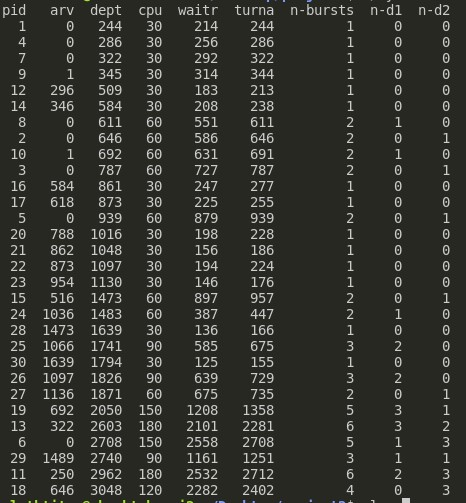 pid arv dept cpu waitr turna n-bursts n-d1 n-d2
1 0 244 30 214 244 1 0 0
4 0 286 30 256 286 1 0 0
7 0 322 30 292 322 1 0 0
9 1 345 30 314 344 1 0 0
12 296 509 30 183 213 1 0 0
14 346 584 30 208 238 1 0 0
8 0 611 60 551 611 2 1 0
2 0 646 60 586 646 2 0 1
10 1 692 60 631 691 2 1 0
3 0 787 60 727 787 2 0 1
16 584 861 30 247 277 1 0 0
17 618 873 30 225 255 1 0 0
5 0 939 60 879 939 2 0 1
20 788 1016 30 198 228 1 0 0
21 862 1048 30 156 186 1 0 0
22 873 1097 30 194 224 1 0 0
23 954 1130 30 146 176 1 0 0
15 516 1473 60 897 957 2 0 1
24 1036 1483 60 387 447 2 1 0
28 1473 1639 30 136 166 1 0 0
25 1066 1741 90 585 675 3 2 0
30 1639 1794 30 125 155 1 0 0
26 1097 1826 90 639 729 3 2 0
27 1136 1871 60 675 735 2 0 1
19 692 2050 150 1208 1358 5 3 1
13 322 2603 180 2101 2281 6 3 2
6 0 2708 150 2558 2708 5 1 3
29 1489 2740 90 1161 1251 3 1 1
11 250 2962 180 2532 2712 6 2 3
18 646 3048 120 2282 2402 4 0 3